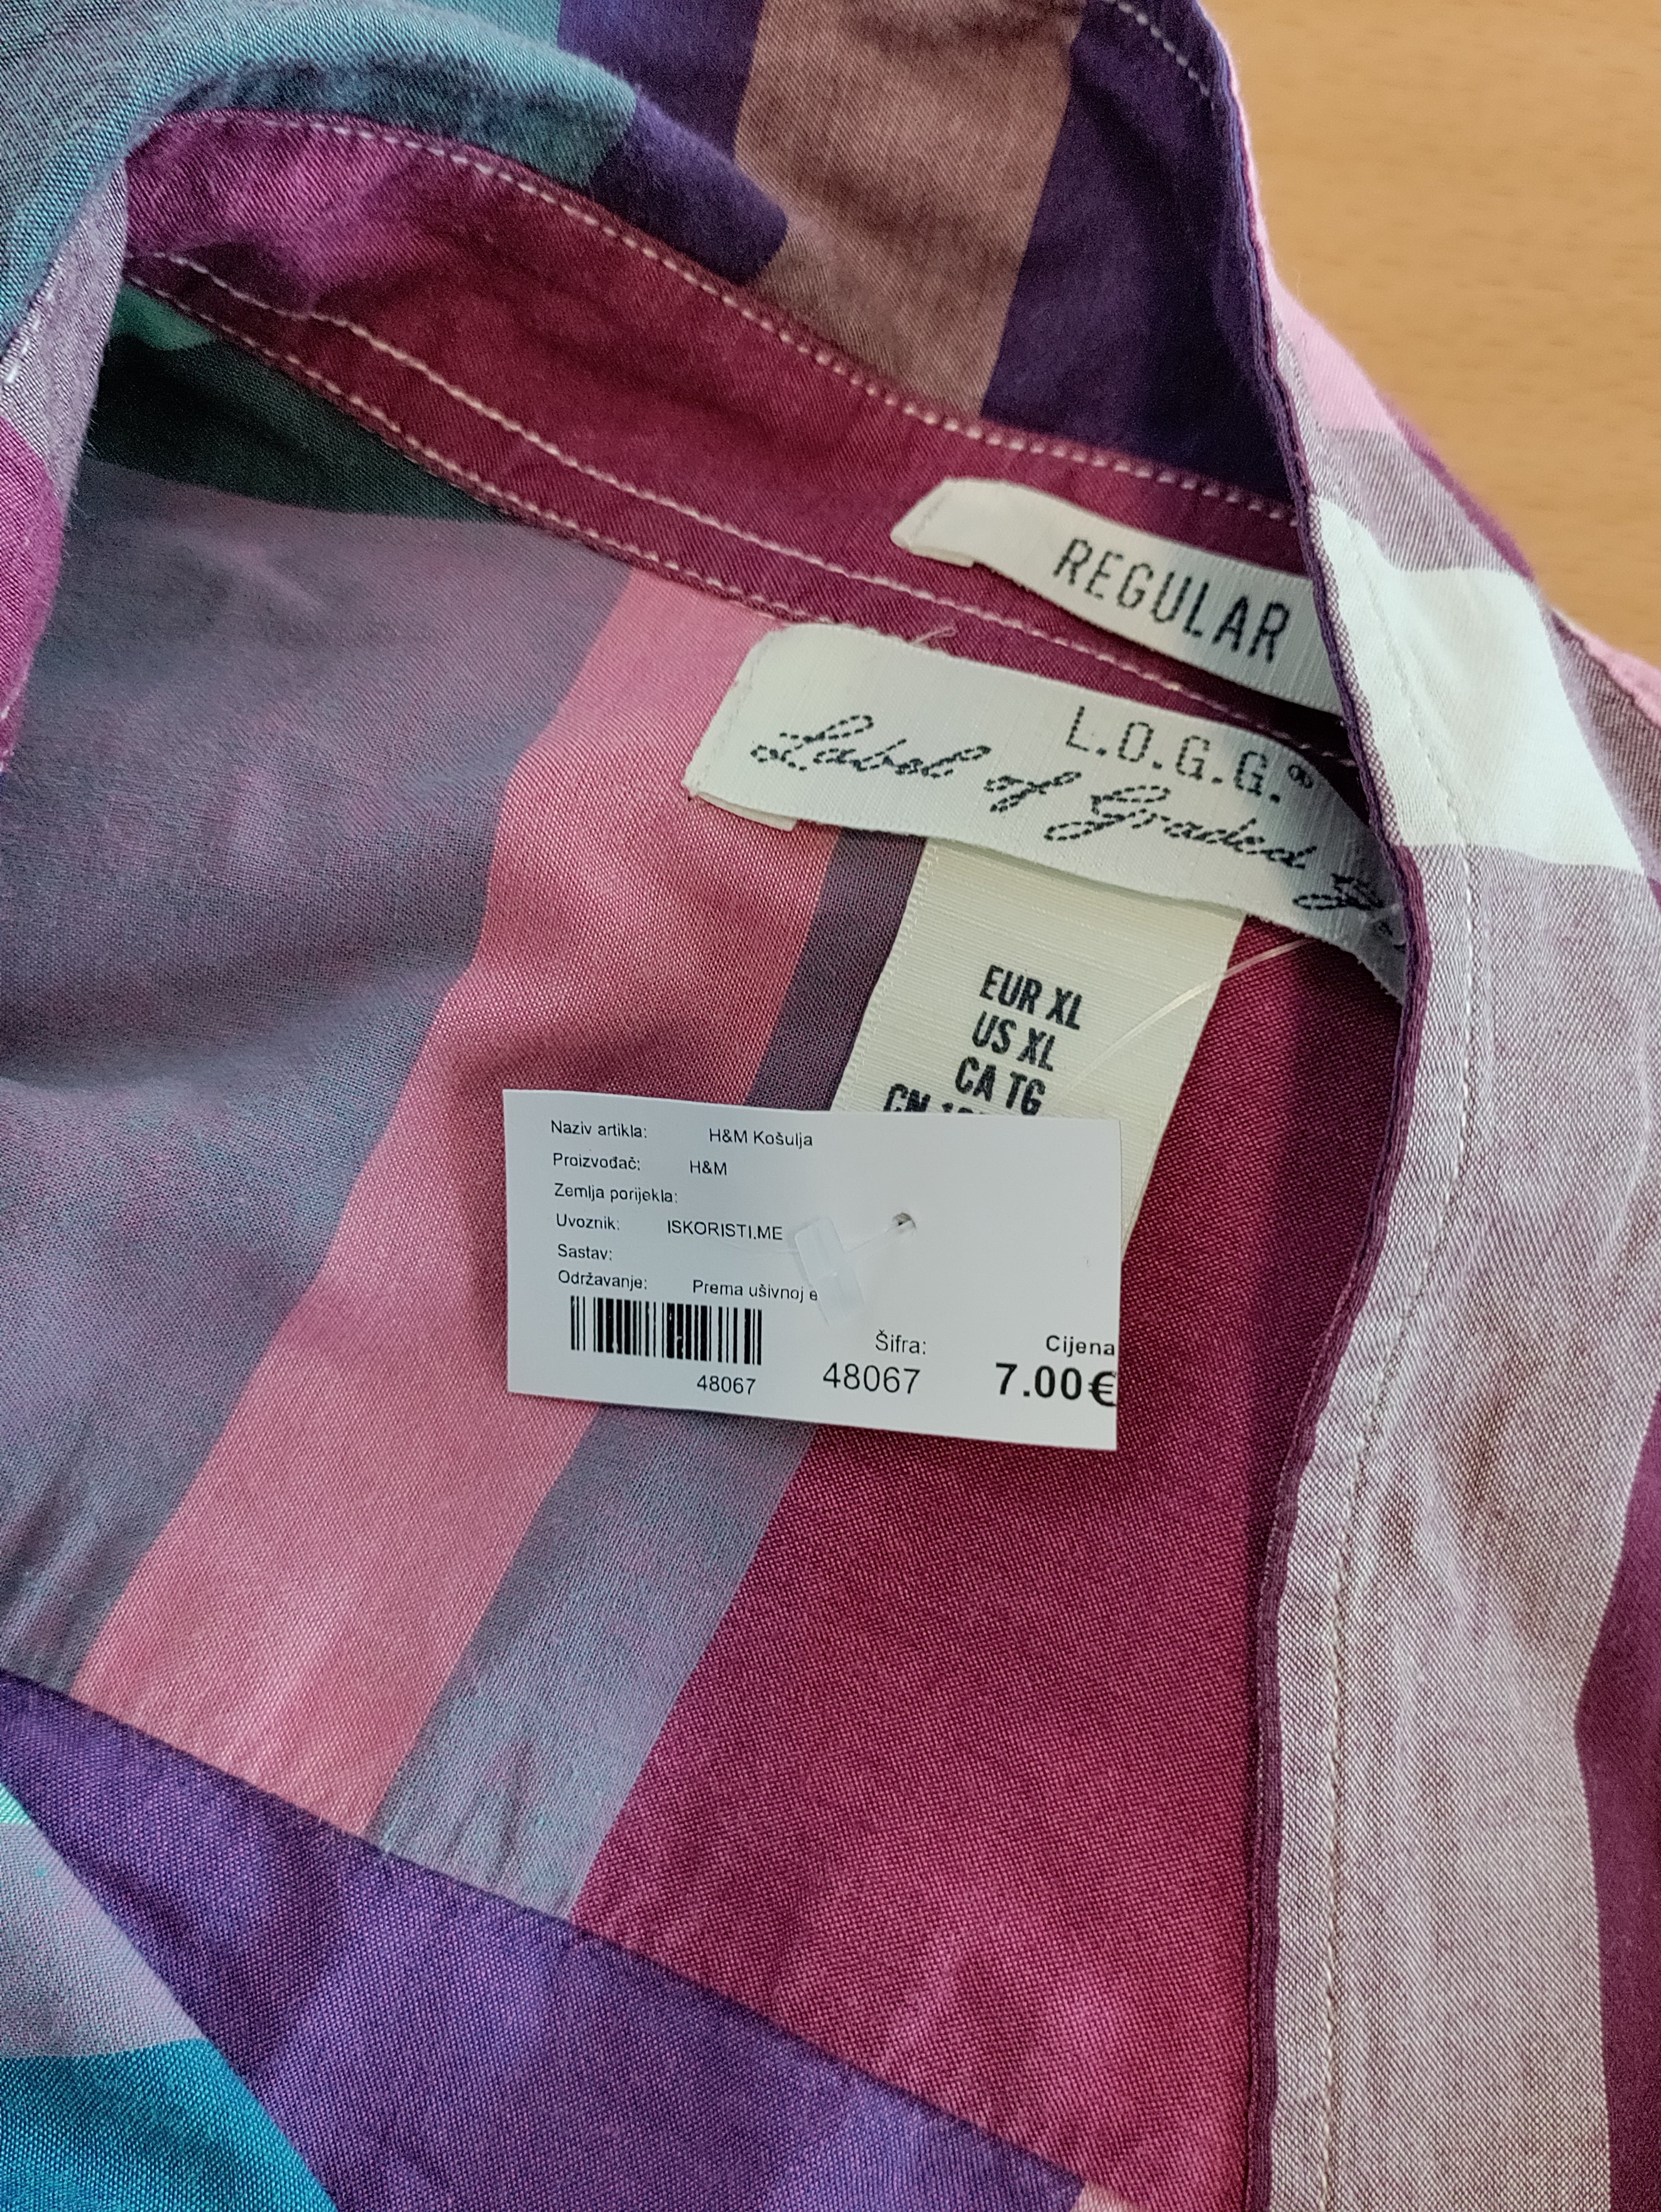 REGULAR
L.O.G.G.®
Label of Graded
EUR XL
US XL
CA TG
Naziv artikla: H&M Košulja
Proizvođač: H&M
Zemlja porijekla:
Uvoznik: ISKORISTI.ME
Sastav:
Održavanje: Prema ušivnoj e
48067
Šifra:
48067
Cijena
7.00€